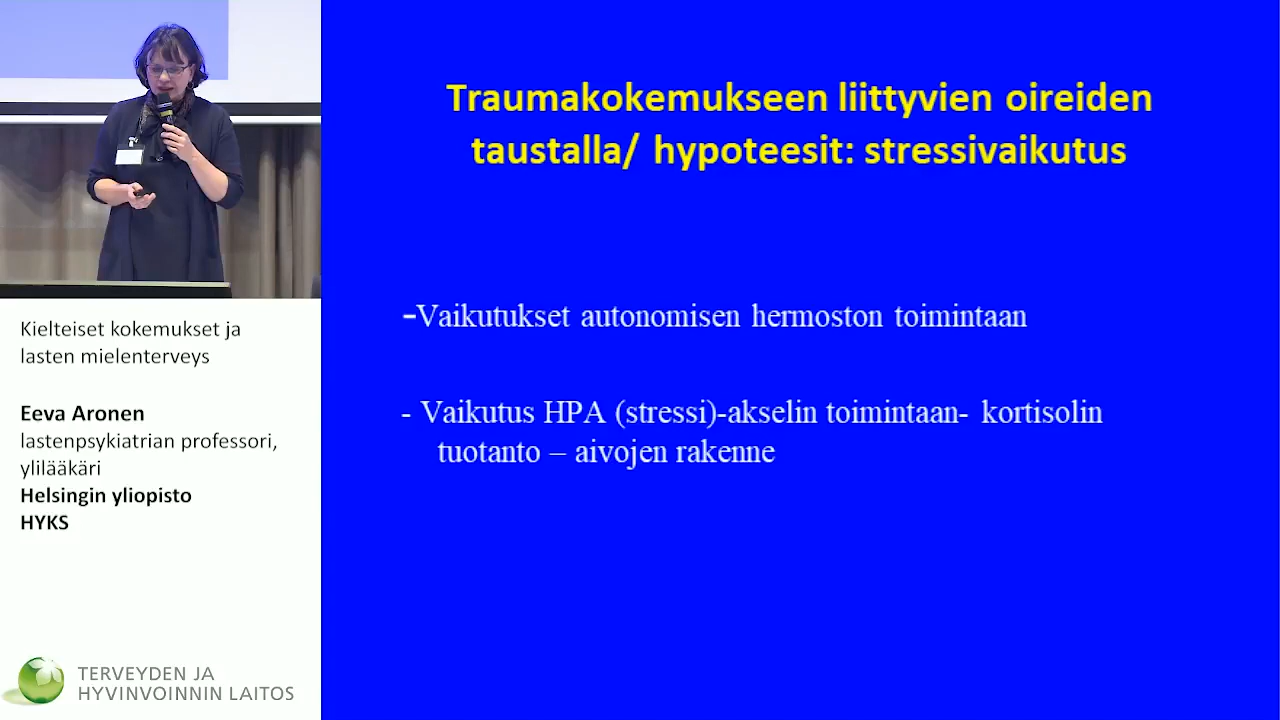 Traumakokemukseen liittyvien oireiden
taustalla/ hypoteesit: stressivaikutus
-Vaikutukset autonomisen hermoston toimintaan
- Vaikutus HPA (stressi)-akselin toimintaan- kortisolin
tuotanto – aivojen rakenne
Kielteiset kokemukset ja
lasten mielenterveys
Eeva Aronen
lastenpsykiatrian professori,
ylilääkäri
Helsingin yliopisto
HYKS
TERVEYDEN JA
HYVINVOINNIN LAITOS